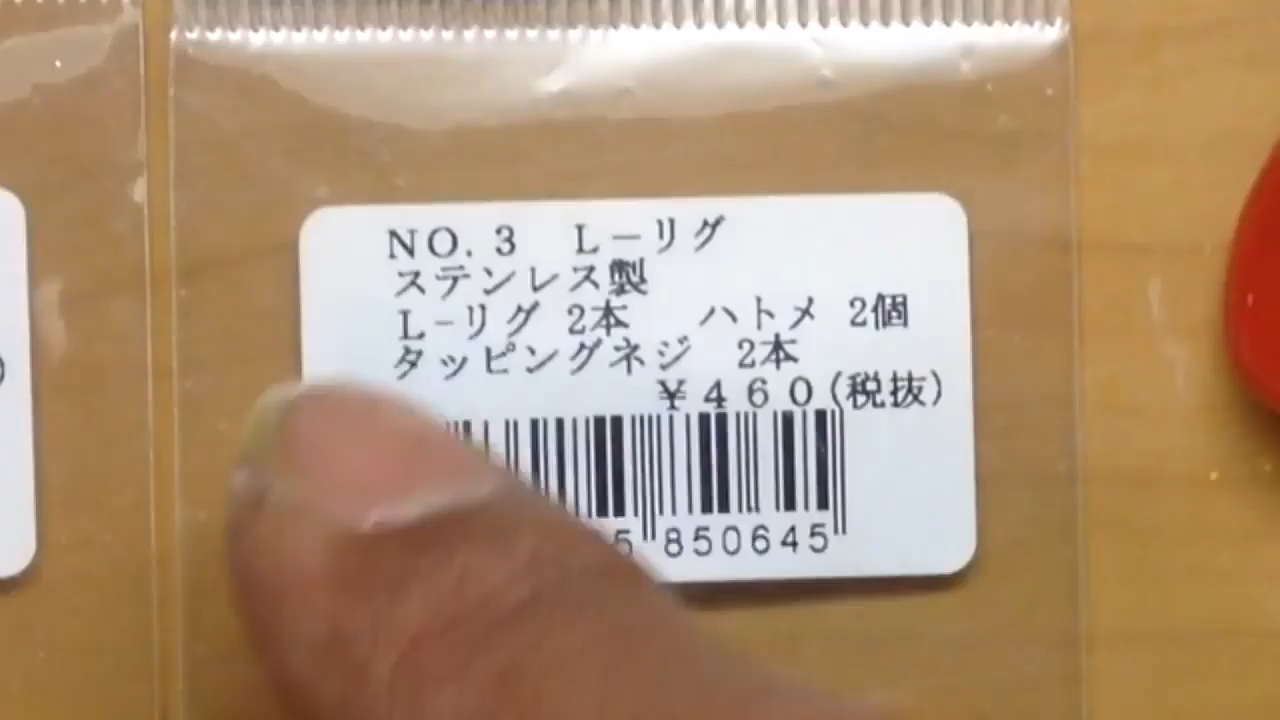 NO.3　L－リグ
ステンレス製
L-リグ 2本　ハトメ 2個
タッピングネジ　2本
￥４６０(税抜)
5 850645